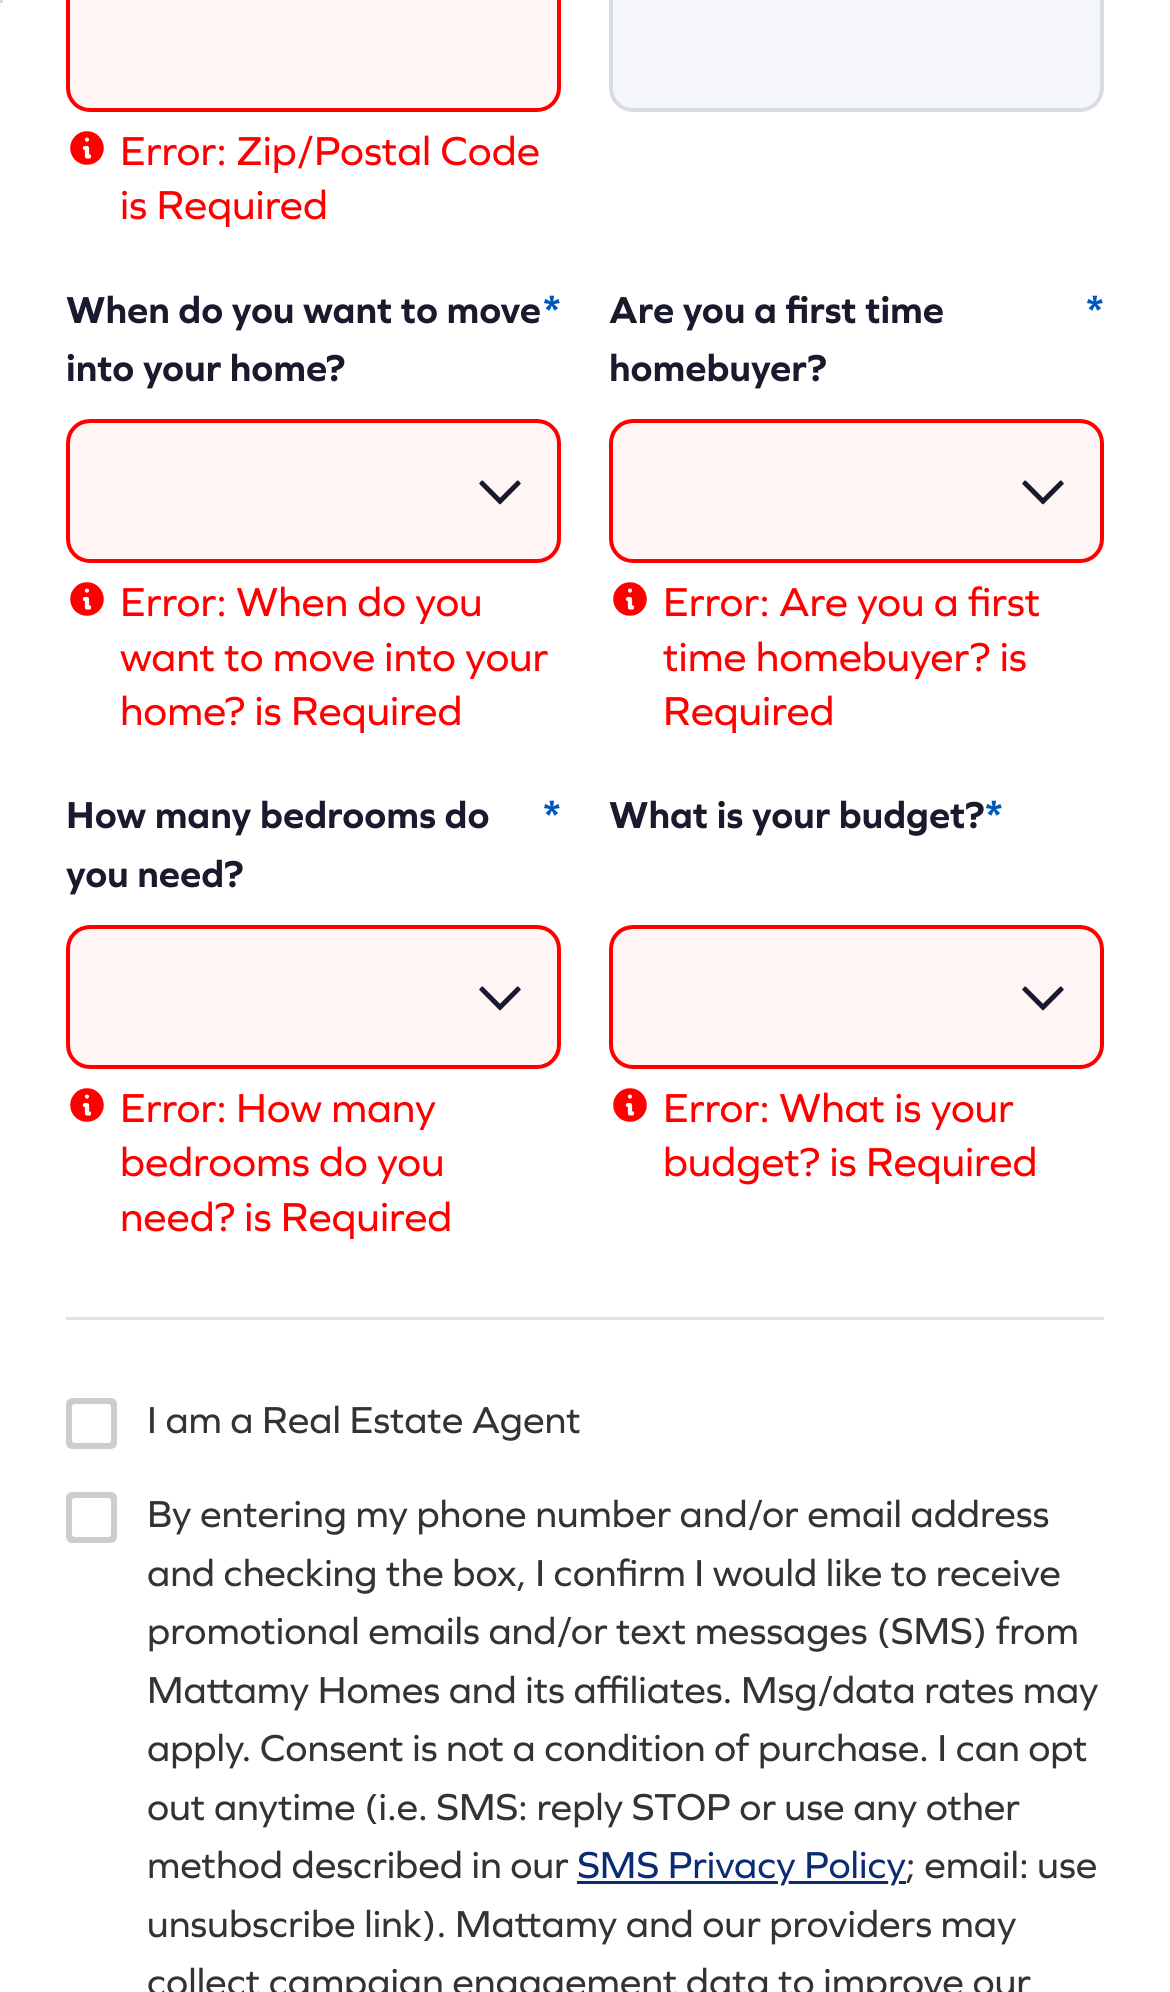 Error: Zip/Postal Code
is Required
When do you want to move*
into your home?
Are you a first time *
homebuyer?
Error: When do you
want to move into your
home? is Required
Error: Are you a first
time homebuyer? is
Required
How many bedrooms do *
you need?
What is your budget?*
Error: How many
bedrooms do you
need? is Required
Error: What is your
budget? is Required
I am a Real Estate Agent
By entering my phone number and/or email address
and checking the box, I confirm I would like to receive
promotional emails and/or text messages (SMS) from
Mattamy Homes and its affiliates. Msg/data rates may
apply. Consent is not a condition of purchase. I can opt
out anytime (i.e. SMS: reply STOP or use any other
method described in our SMS Privacy Policy; email: use
unsubscribe link). Mattamy and our providers may
collect campaign engagement data to improve our